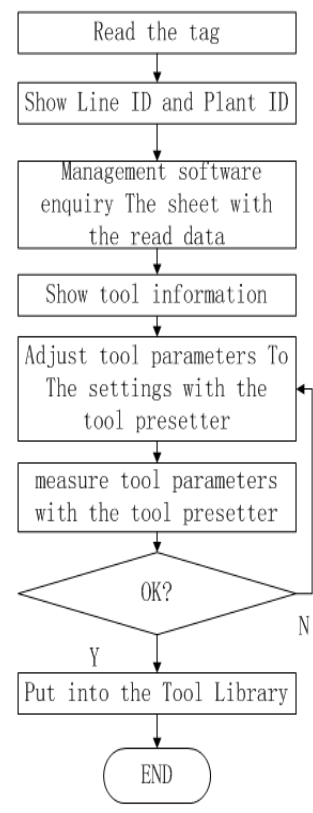 Read the tag
Show Line ID and Plant ID
Management software
enquiry The sheet with
the read data
Show tool information
Adjust tool parameters To
The settings with the
tool presetter
measure tool parameters
with the tool presetter
OK?
N
Y
Put into the Tool Library
END